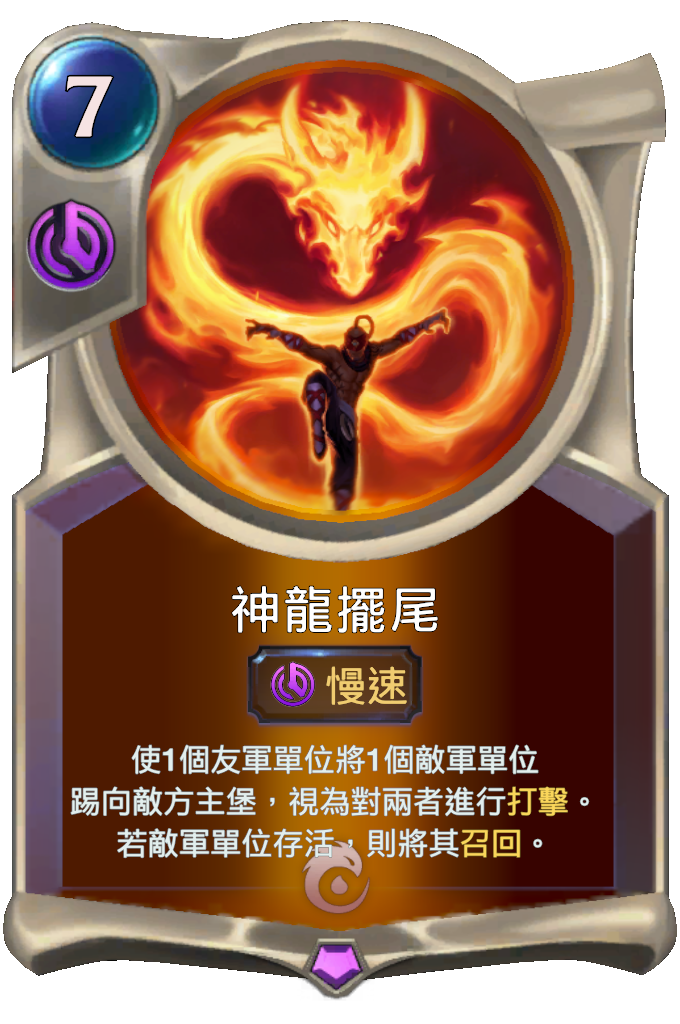 7
神龍擺尾
慢速
使1個友軍單位將1個敵軍單位
踢向敵方主堡，視為對兩者進行打擊。
若敵軍單位存活，則將其召回。